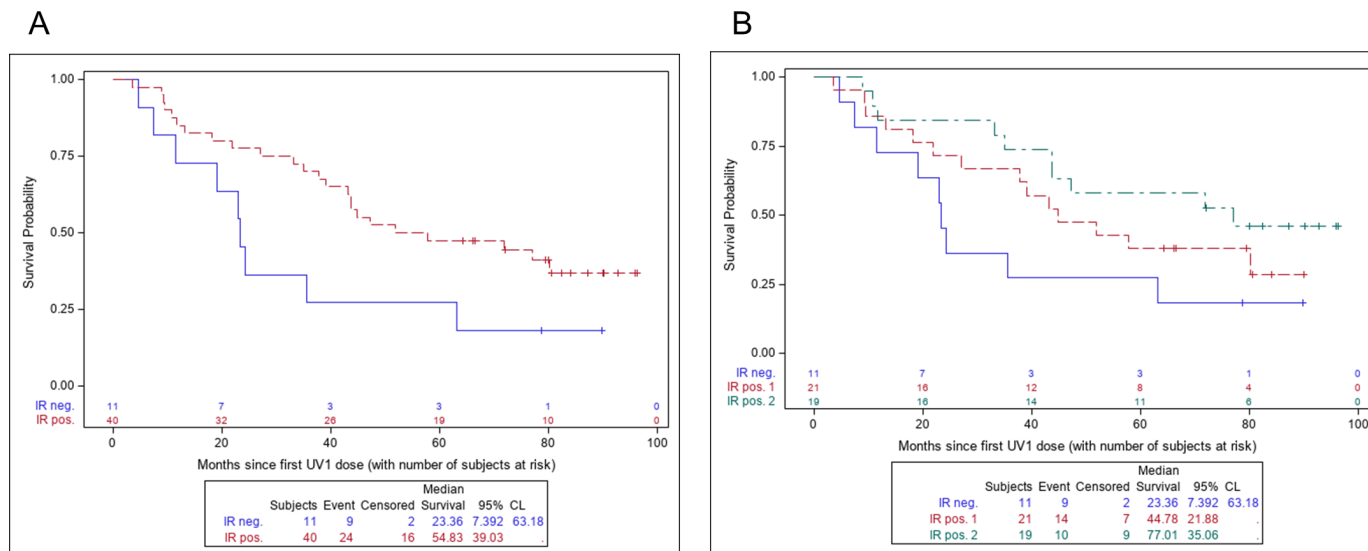 A
1.00
0.75
0.50
0.25
0.00
Survival Probability
IR neg. 11 7 3 3 1 0
IR pos. 40 32 26 19 10 0
0 20 40 60 80 100
Months since first UV1 dose (with number of subjects at risk)
Median
Subjects Event Censored Survival 95% CL
IR neg. 11 9 2 23.36 7.392 63.18
IR pos. 40 24 16 54.83 39.03 .
B
1.00
0.75
0.50
0.25
0.00
Survival Probability
IR neg. 11 7 3 3 1 0
IR pos. 1 21 16 12 8 4 0
IR pos. 2 19 16 14 11 6 0
0 20 40 60 80 100
Months since first UV1 dose (with number of subjects at risk)
Median
Subjects Event Censored Survival 95% CL
IR neg. 11 9 2 23.36 7.392 63.18
IR pos. 1 21 14 7 44.78 21.88 .
IR pos. 2 19 10 9 77.01 35.06 .